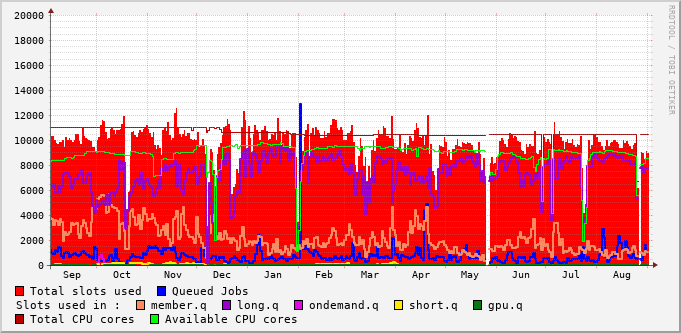 20000
18000
16000
14000
12000
10000
8000
6000
4000
2000
0
Sep Oct Nov Dec Jan Feb Mar Apr May Jun Jul Aug
RRDTOOL / TOBI OETIKER
Total slots used Queued Jobs
Slots used in : member.q long.q ondemand.q short.q gpu.q
Total CPU cores Available CPU cores